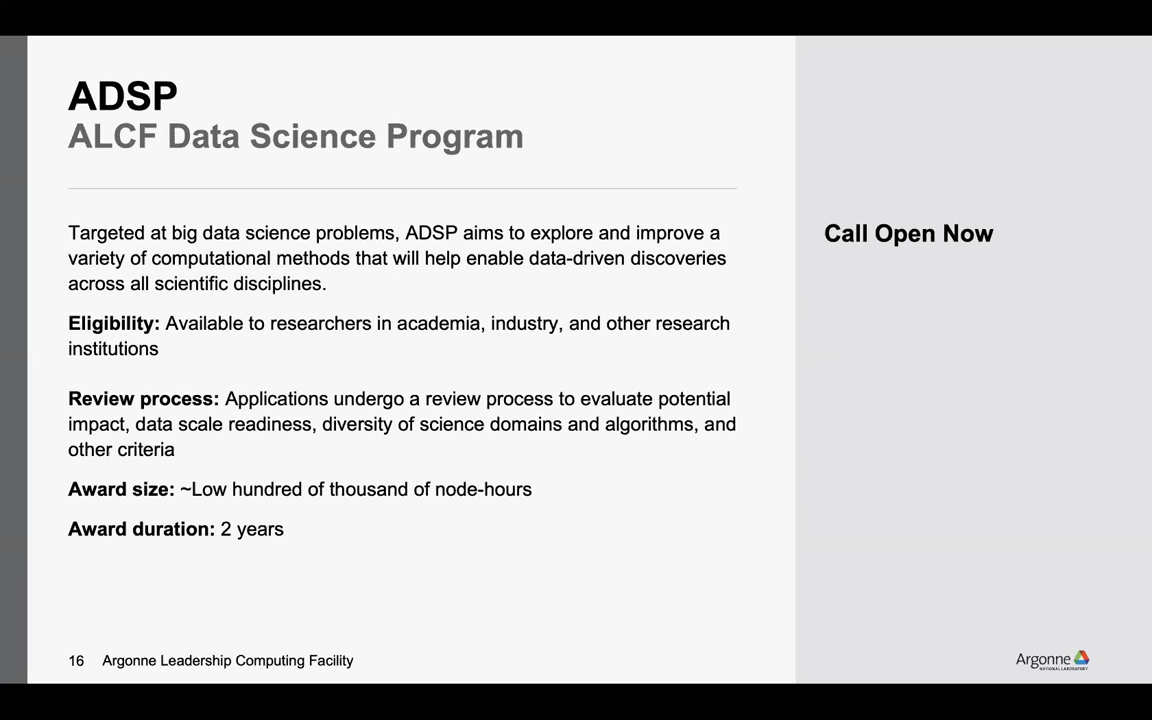 ADSP
ALCF Data Science Program
Targeted at big data science problems, ADSP aims to explore and improve a
variety of computational methods that will help enable data-driven discoveries
across all scientific disciplines.
Eligibility: Available to researchers in academia, industry, and other research
institutions
Review process: Applications undergo a review process to evaluate potential
impact, data scale readiness, diversity of science domains and algorithms, and
other criteria
Award size: ~Low hundred of thousand of node-hours
Award duration: 2 years
Call Open Now
16 Argonne Leadership Computing Facility
Argonne
NATIONAL LABORATORY